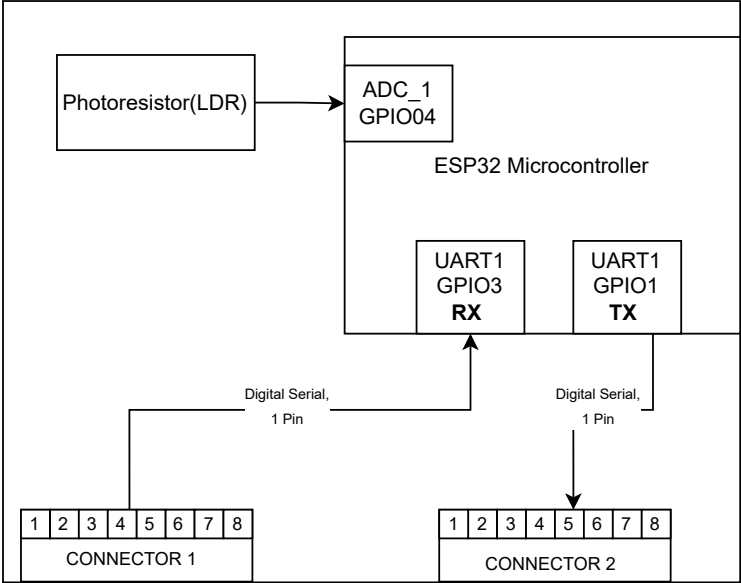 Photoresistor(LDR)
ADC_1
GPIO04
ESP32 Microcontroller
UART1
GPIO3
RX
UART1
GPIO1
TX
Digital Serial,
1 Pin
Digital Serial,
1 Pin
1 2 3 4 5 6 7 8
CONNECTOR 1
1 2 3 4 5 6 7 8
CONNECTOR 2